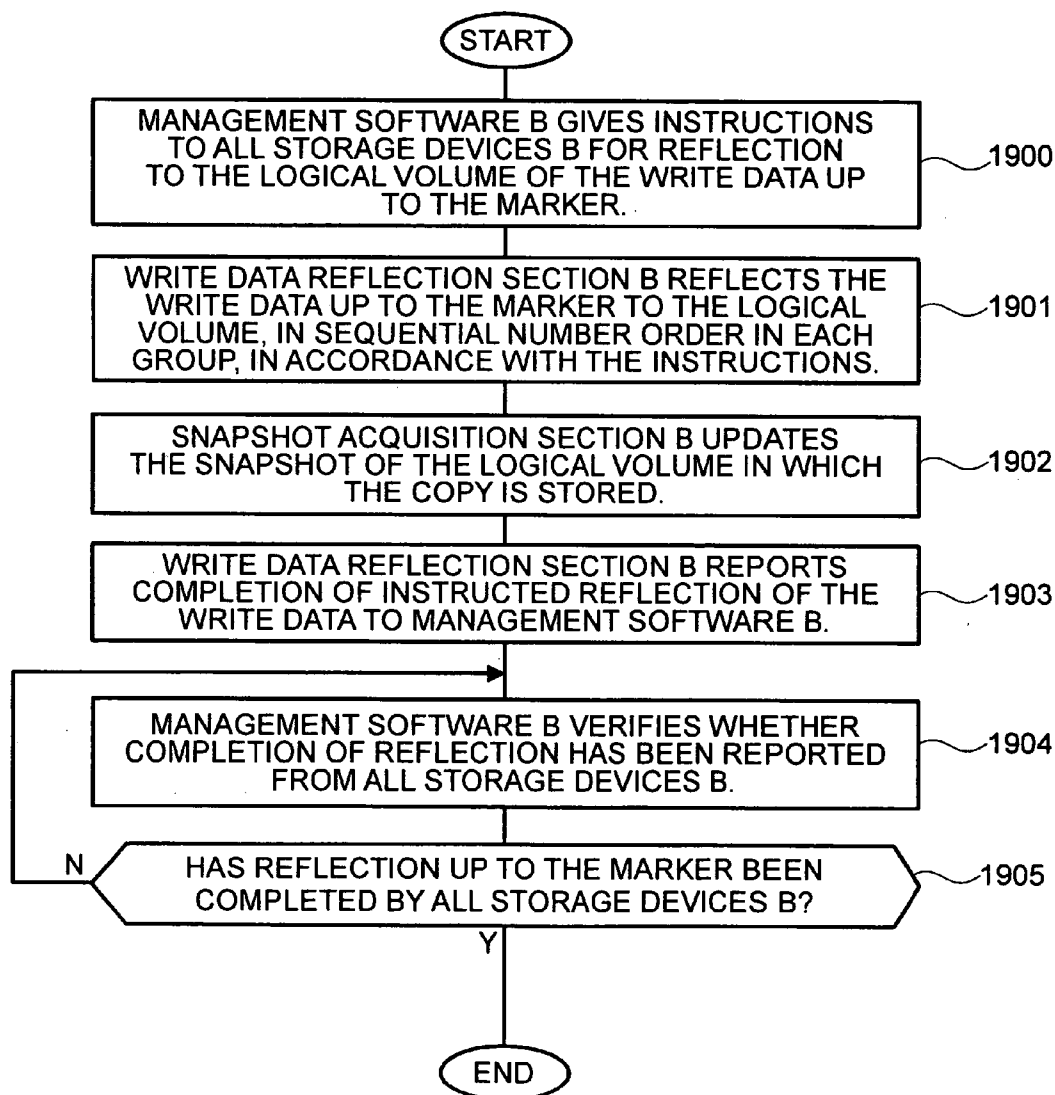 START
MANAGEMENT SOFTWARE B GIVES INSTRUCTIONS
TO ALL STORAGE DEVICES B FOR REFLECTION
TO THE LOGICAL VOLUME OF THE WRITE DATA UP
TO THE MARKER.
1900
WRITE DATA REFLECTION SECTION B REFLECTS THE
WRITE DATA UP TO THE MARKER TO THE LOGICAL
VOLUME, IN SEQUENTIAL NUMBER ORDER IN EACH
GROUP, IN ACCORDANCE WITH THE INSTRUCTIONS.
1901
SNAPSHOT ACQUISITION SECTION B UPDATES
THE SNAPSHOT OF THE LOGICAL VOLUME IN WHICH
THE COPY IS STORED.
1902
WRITE DATA REFLECTION SECTION B REPORTS
COMPLETION OF INSTRUCTED REFLECTION OF THE
WRITE DATA TO MANAGEMENT SOFTWARE B.
1903
MANAGEMENT SOFTWARE B VERIFIES WHETHER
COMPLETION OF REFLECTION HAS BEEN REPORTED
FROM ALL STORAGE DEVICES B.
1904
N
HAS REFLECTION UP TO THE MARKER BEEN
COMPLETED BY ALL STORAGE DEVICES B?
1905
Y
END